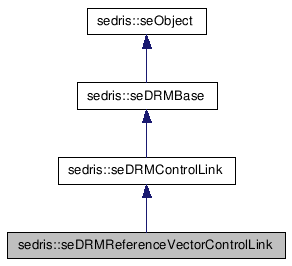 sedris::seObject
sedris::seDRMBase
sedris::seDRMControlLink
sedris::seDRMReferenceVectorControlLink